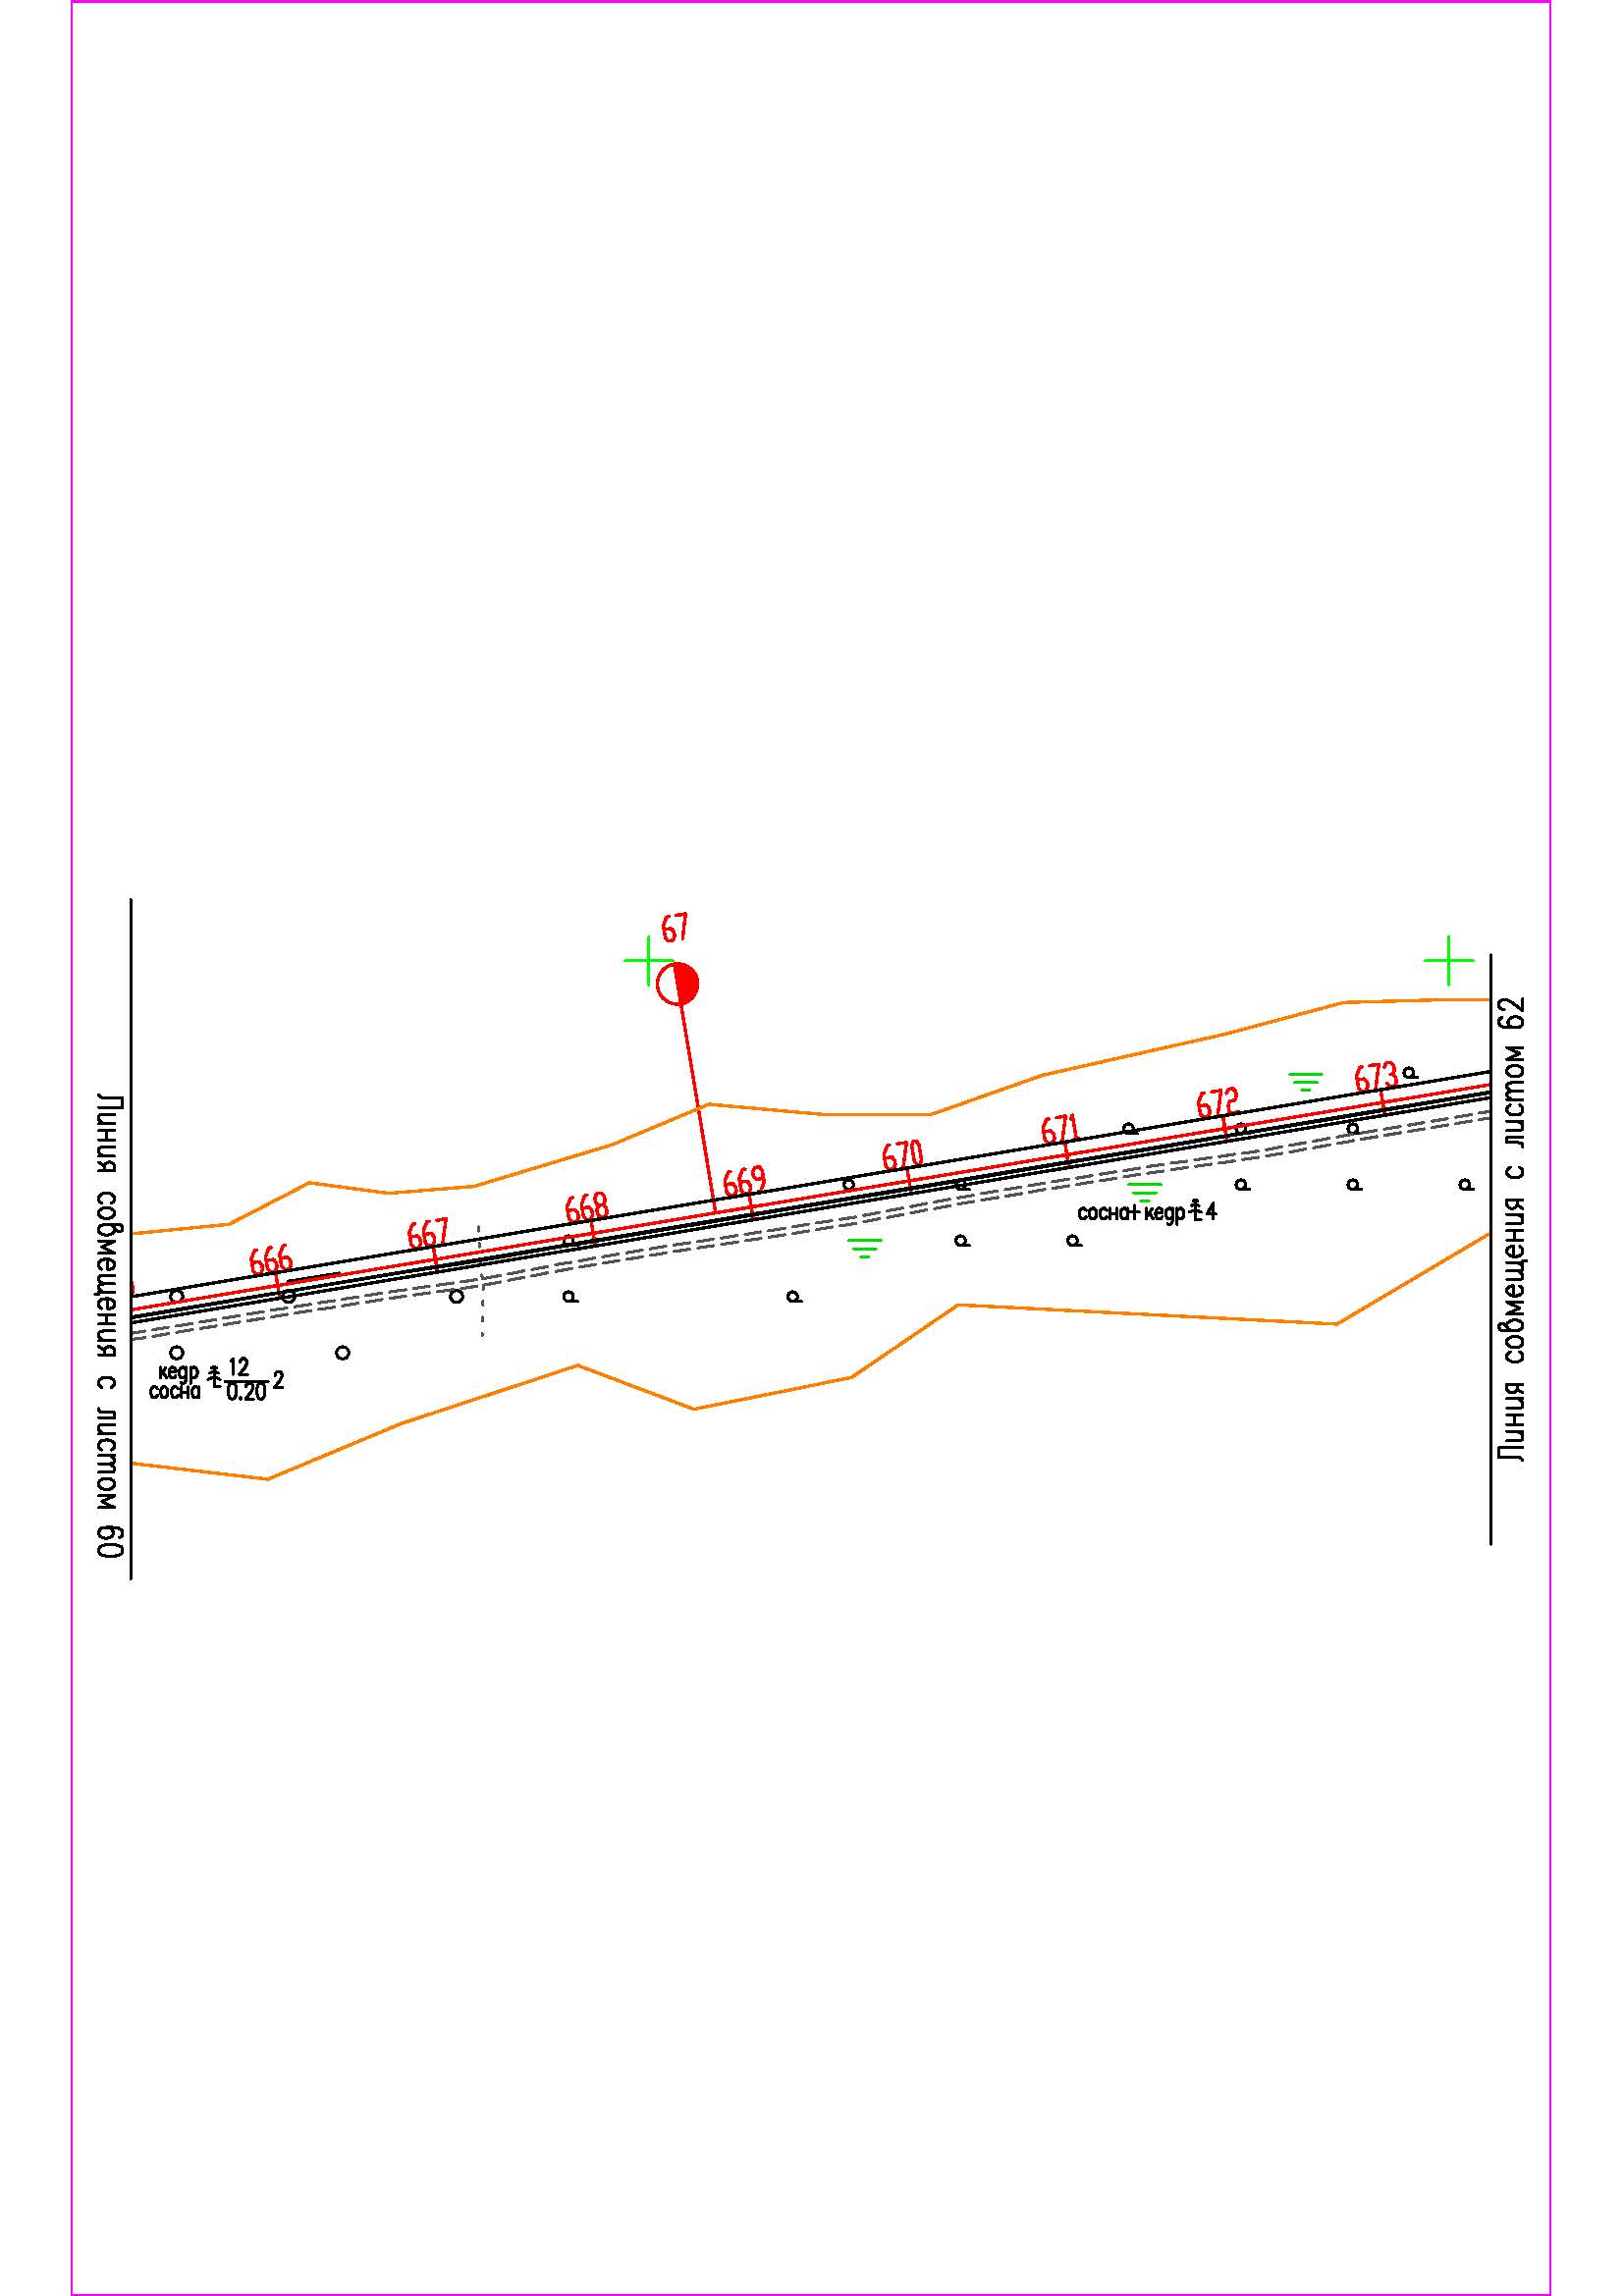 67
673
672
671
670
669
668
667
666
сосна+кедр 4
кедр
сосна
12
0.20
2
Линия совмещения с листом 60
Линия совмещения с листом 62